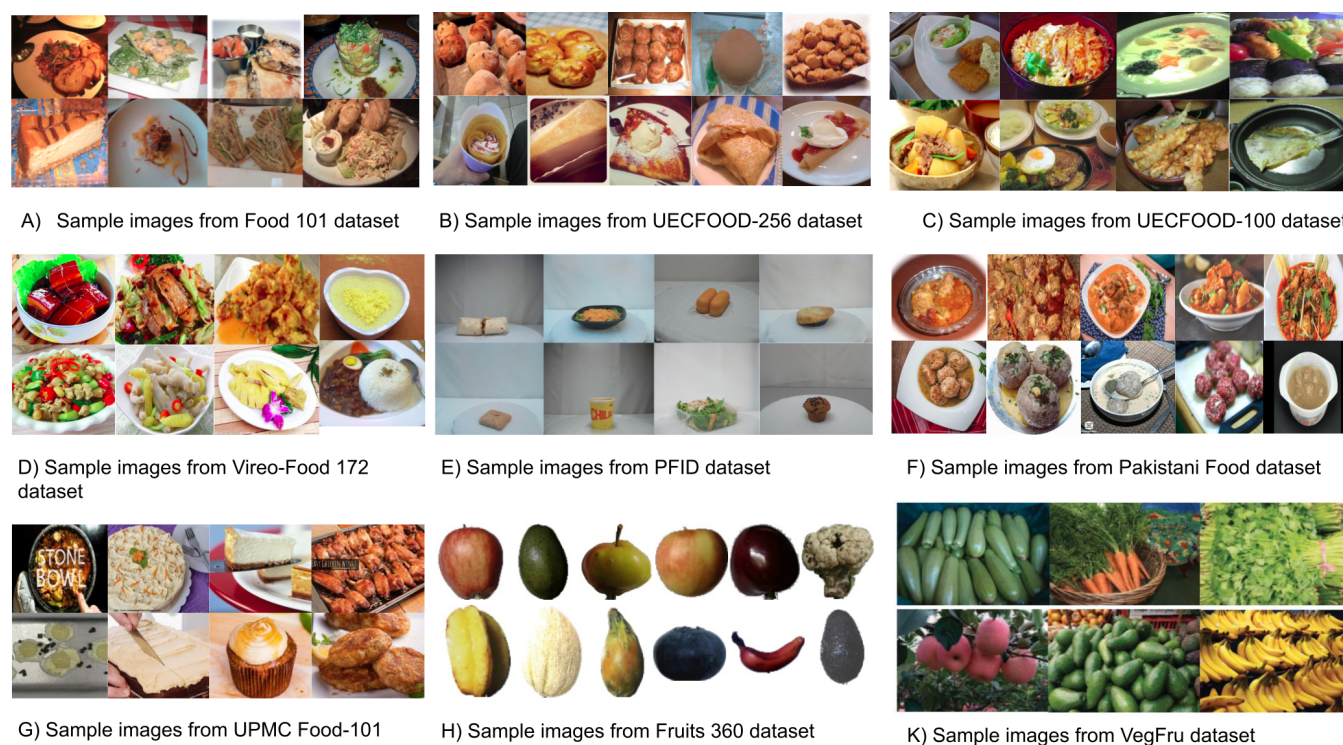 A) Sample images from Food 101 dataset
B) Sample images from UECFOOD-256 dataset
C) Sample images from UECFOOD-100 dataset
CHILI
D) Sample images from Vireo-Food 172
dataset
E) Sample images from PFID dataset
F) Sample images from Pakistani Food dataset
STONE
BOWL
G) Sample images from UPMC Food-101
H) Sample images from Fruits 360 dataset
K) Sample images from VegFru dataset